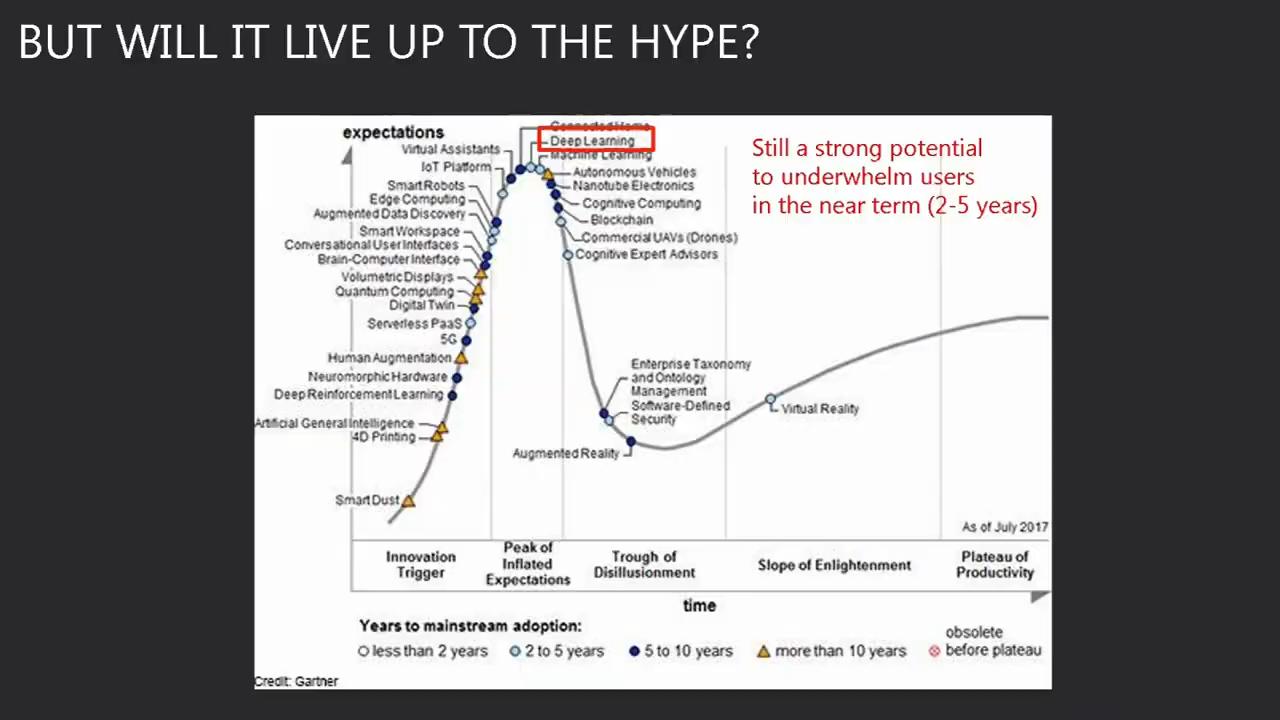 BUT WILL IT LIVE UP TO THE HYPE?
expectations
Connected Home
Deep Learning
Virtual Assistants
Machine Learning
IoT Platform
Autonomous Vehicles
Smart Robots
Nanotube Electronics
Edge Computing
Cognitive Computing
Augmented Data Discovery
Blockchain
Smart Workspace
Commercial UAVs (Drones)
Conversational User Interfaces
Cognitive Expert Advisors
Brain-Computer Interface
Volumetric Displays
Quantum Computing
Digital Twin
Serverless PaaS
5G
Human Augmentation
Neuromorphic Hardware
Deep Reinforcement Learning
Artificial General Intelligence
4D Printing
Smart Dust
Still a strong potential
to underwhelm users
in the near term (2-5 years)
Enterprise Taxonomy
and Ontology
Management
Software-Defined
Security
Augmented Reality
Virtual Reality
As of July 2017
Innovation
Trigger
Peak of
Inflated
Expectations
Trough of
Disillusionment
Slope of Enlightenment
Plateau of
Productivity
time
Years to mainstream adoption:
less than 2 years
2 to 5 years
5 to 10 years
more than 10 years
obsolete
before plateau
Credit: Gartner